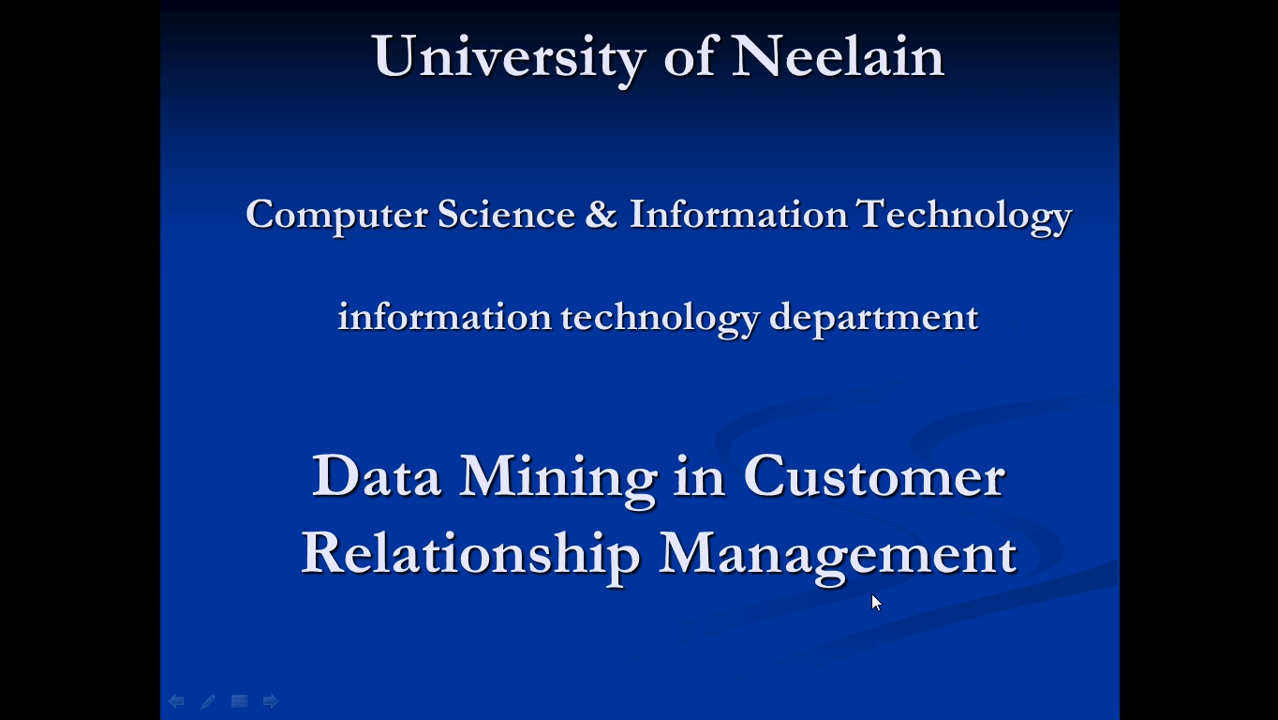 University of Neelain
Computer Science & Information Technology
information technology department
Data Mining in Customer
Relationship Management